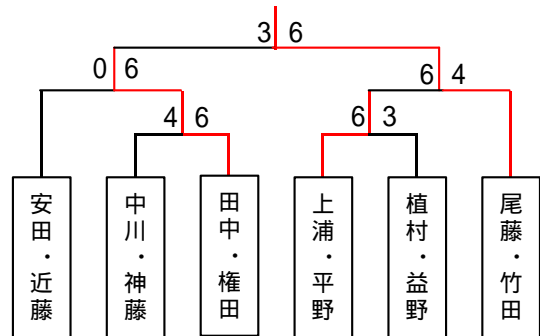 3 6
0 6
6 4
4 6
6 3
安田・近藤
中川・神藤
田中・権田
上浦・平野
植村・益野
尾藤・竹田